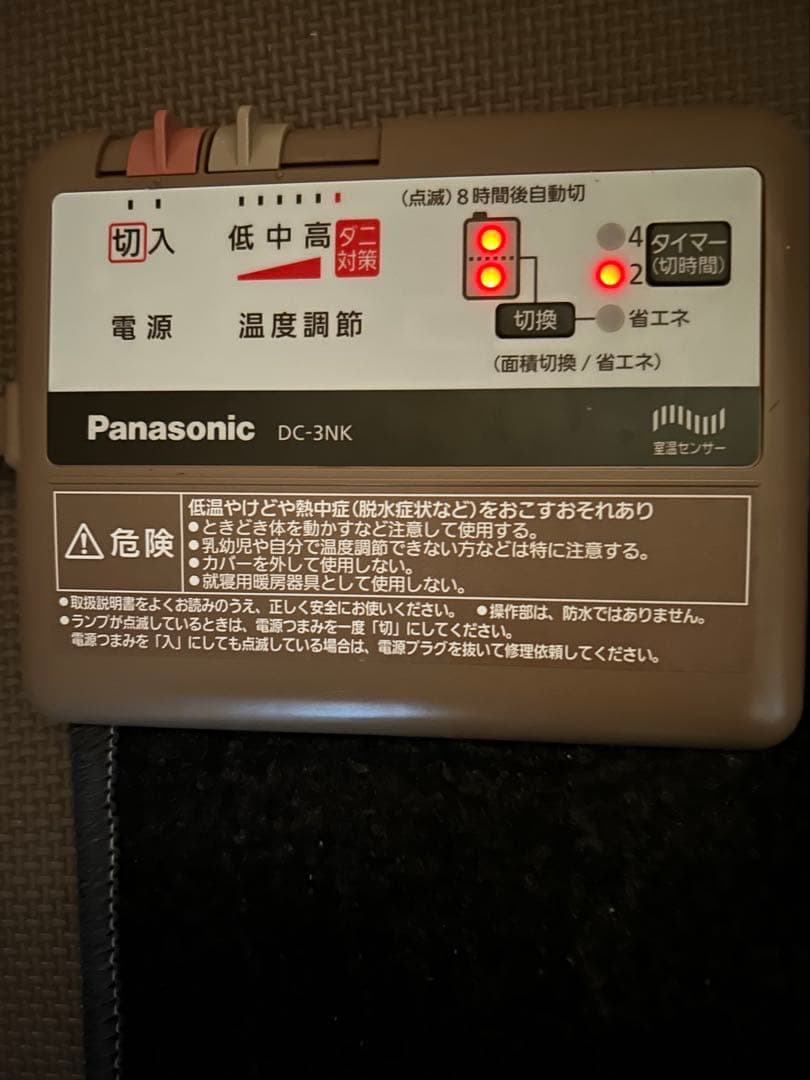 (点滅)8時間後自動切
切 入
低 中 高 ダニ対策
4
2
タイマー
(切時間)
電源
温度調節
切換
省エネ
(面積切換/省エネ)
Panasonic DC-3NK
室温センサー
危険
低温やけどや熱中症(脱水症状など)をおこすおそれあり
●ときどき体を動かすなど注意して使用する。
●乳幼児や自分で温度調節できない方などは特に注意する。
●カバーを外して使用しない。
●就寝用暖房器具として使用しない。
●取扱説明書をよくお読みのうえ、正しく安全にお使いください。 ●操作部は、防水ではありません。
●ランプが点滅しているときは、電源つまみを一度「切」にしてください。
電源つまみを「入」にしても点滅している場合は、電源プラグを抜いて修理依頼してください。